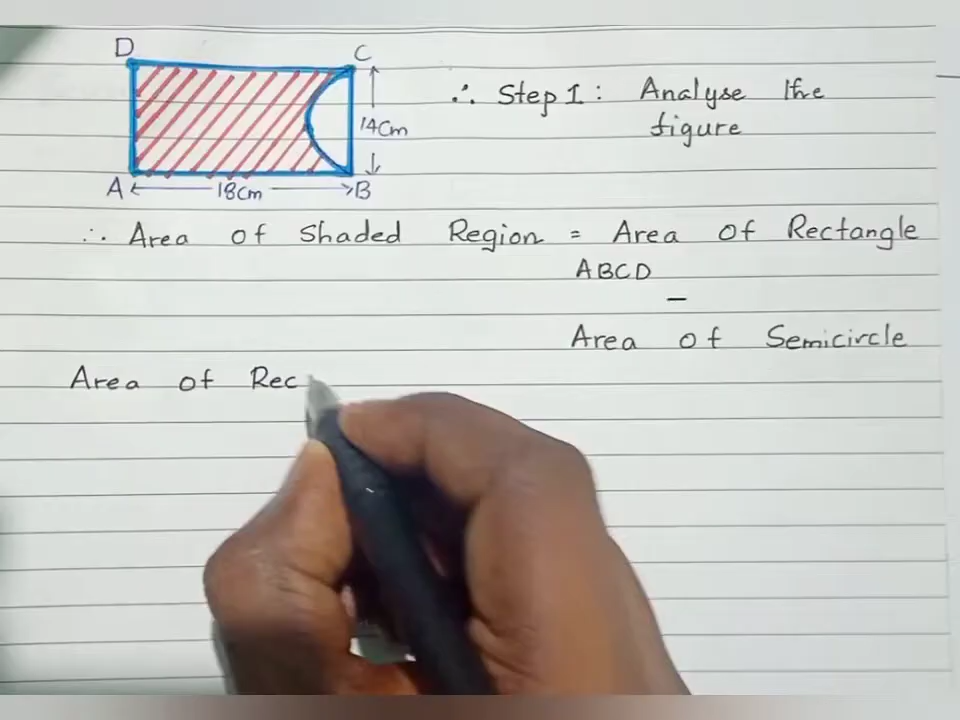 D
C
14Cm
A
18Cm
B
∴ Step 1 : Analyse the
figure
∴ Area of Shaded Region = Area of Rectangle
ABCD
–
Area of Semicircle
Area of Rec